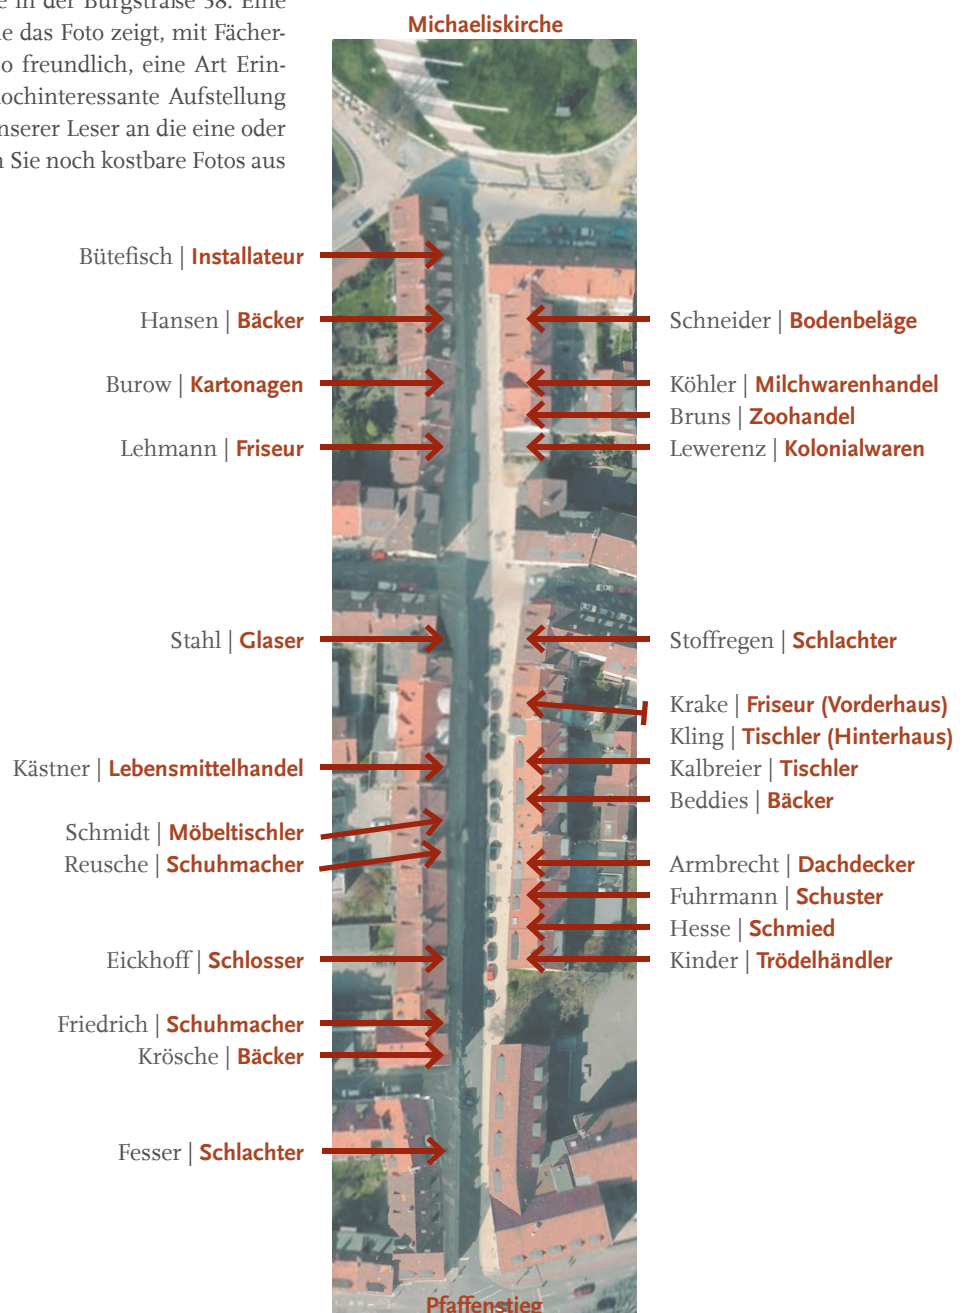 e in der Burgstraße 38. Eine
e das Foto zeigt, mit Fächer-
o freundlich, eine Art Erin-
ochinteressante Aufstellung
nserer Leser an die eine oder
n Sie noch kostbare Fotos aus
Michaeliskirche
Bütefisch | Installateur
Hansen | Bäcker
Burow | Kartonagen
Lehmann | Friseur
Stahl | Glaser
Kästner | Lebensmittelhandel
Schmidt | Möbeltischler
Reusche | Schuhmacher
Eickhoff | Schlosser
Friedrich | Schuhmacher
Krösche | Bäcker
Fesser | Schlachter
Schneider | Bodenbeläge
Köhler | Milchwarenhandel
Bruns | Zoohandel
Lewerenz | Kolonialwaren
Stoffregen | Schlachter
Krake | Friseur (Vorderhaus)
Kling | Tischler (Hinterhaus)
Kalbreier | Tischler
Beddies | Bäcker
Armbrecht | Dachdecker
Fuhrmann | Schuster
Hesse | Schmied
Kinder | Trödelhändler
Pfaffenstieg